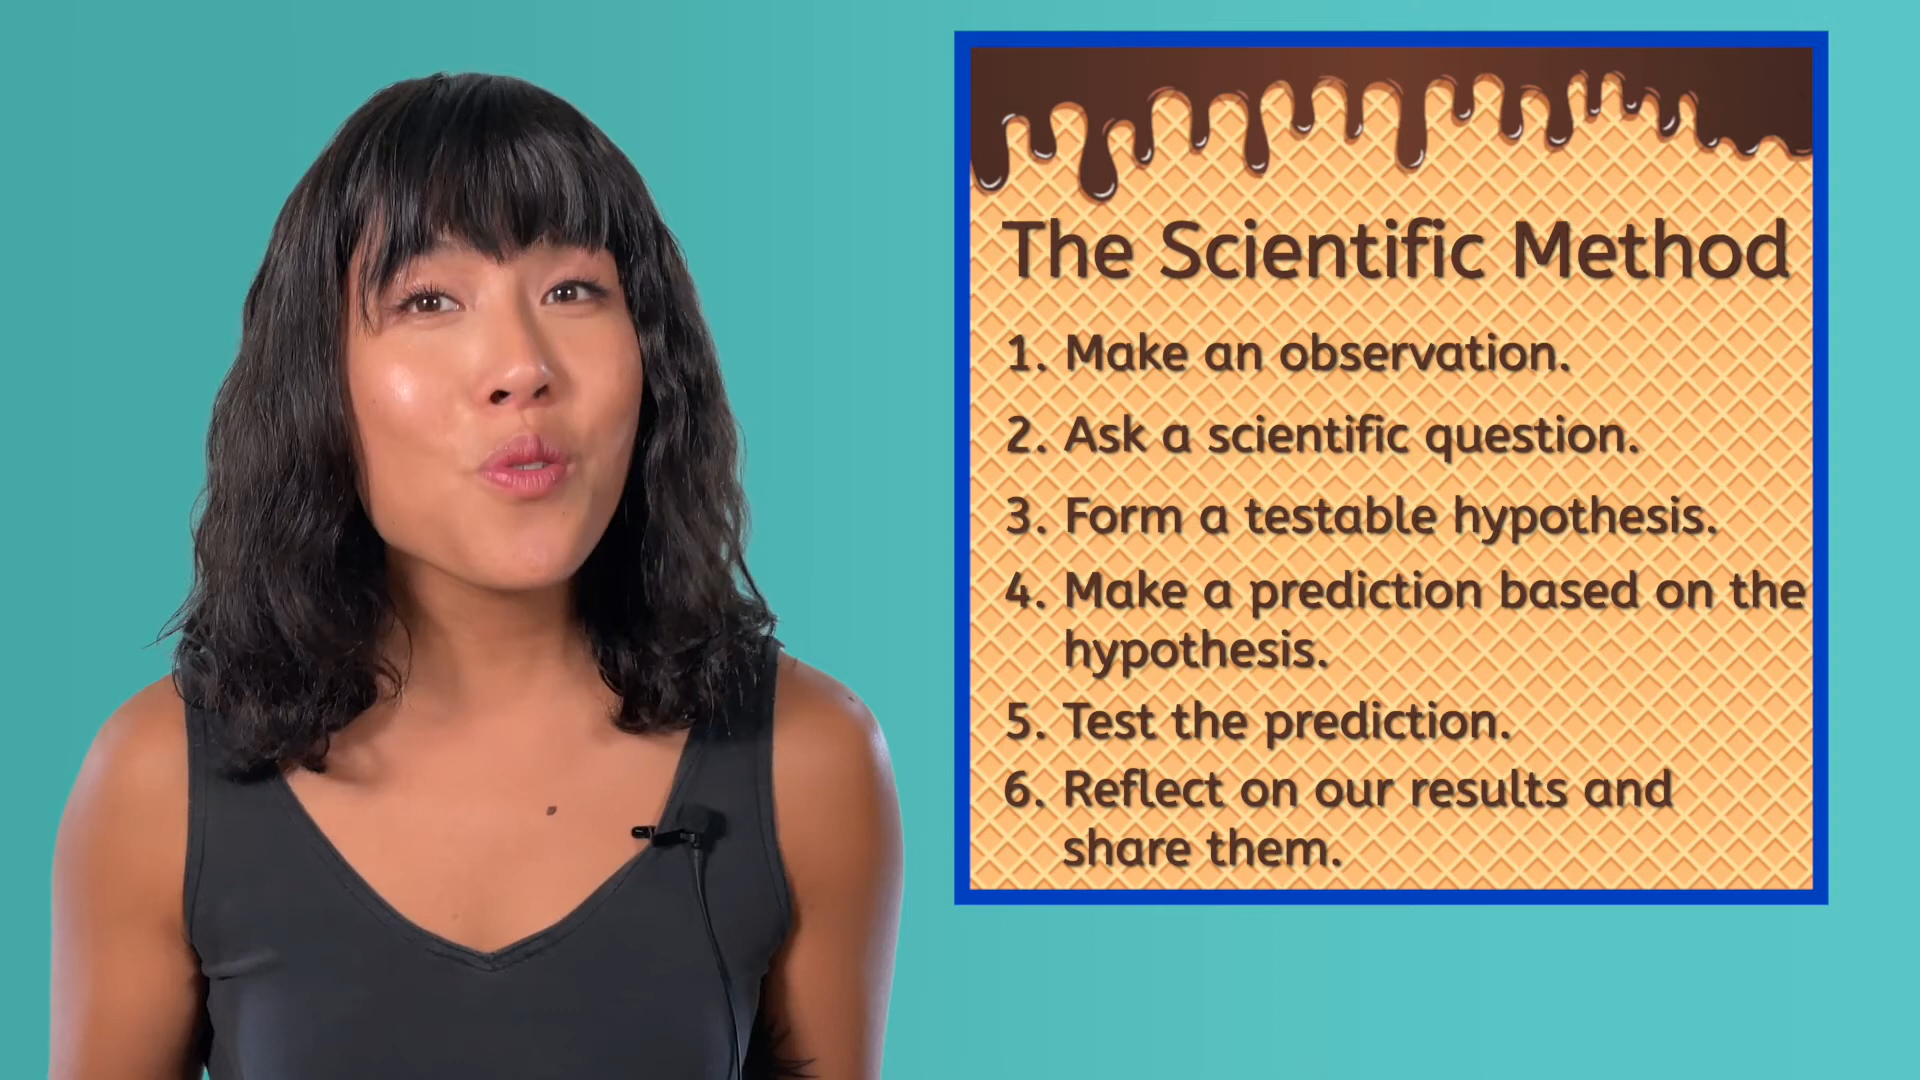 The Scientific Method
1. Make an observation.
2. Ask a scientific question.
3. Form a testable hypothesis.
4. Make a prediction based on the
hypothesis.
5. Test the prediction.
6. Reflect on our results and
share them.